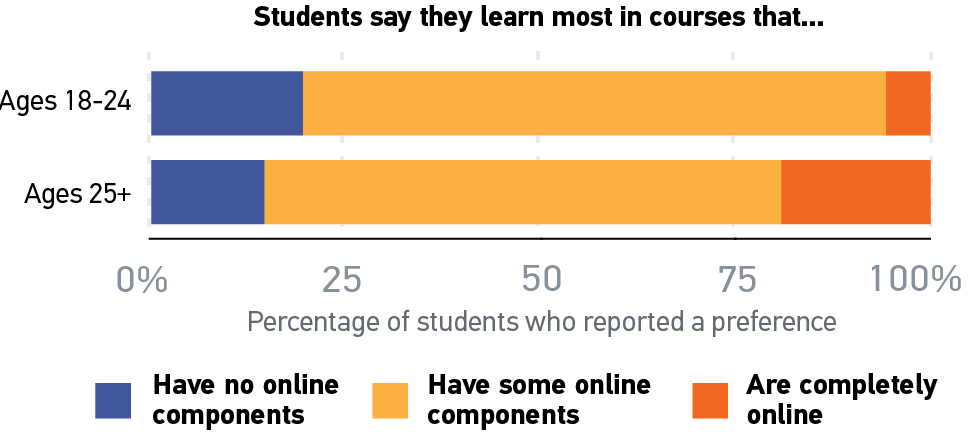 Students say they learn most in courses that...
Ages 18-24
Ages 25+
0% 25 50 75 100%
Percentage of students who reported a preference
Have no online components
Have some online components
Are completely online